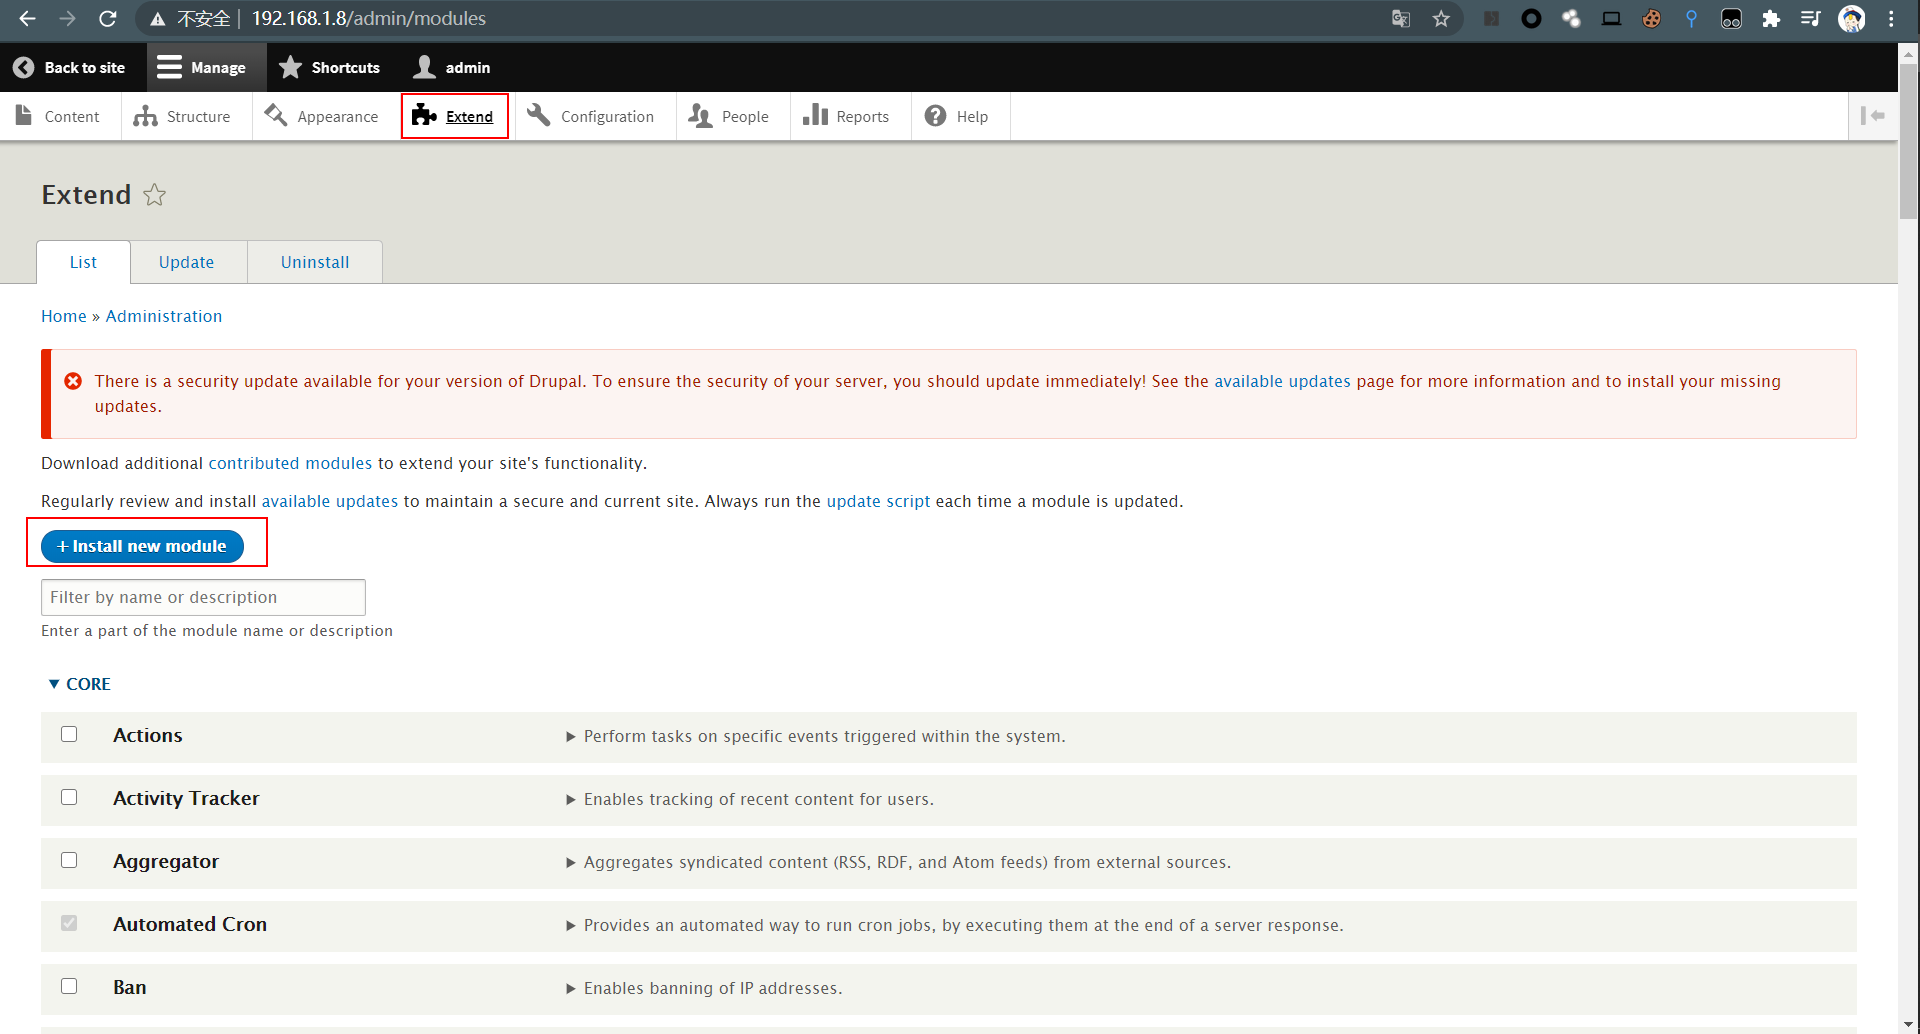 不安全 192.168.1.8/admin/modules
Back to site Manage Shortcuts admin
Content Structure Appearance Extend Configuration People Reports Help
Extend
List Update Uninstall
Home » Administration
There is a security update available for your version of Drupal. To ensure the security of your server, you should update immediately! See the available updates page for more information and to install your missing
updates.
Download additional contributed modules to extend your site's functionality.
Regularly review and install available updates to maintain a secure and current site. Always run the update script each time a module is updated.
+ Install new module
Filter by name or description
Enter a part of the module name or description
▼ CORE
Actions ▶ Perform tasks on specific events triggered within the system.
Activity Tracker ▶ Enables tracking of recent content for users.
Aggregator ▶ Aggregates syndicated content (RSS, RDF, and Atom feeds) from external sources.
Automated Cron ▶ Provides an automated way to run cron jobs, by executing them at the end of a server response.
Ban ▶ Enables banning of IP addresses.